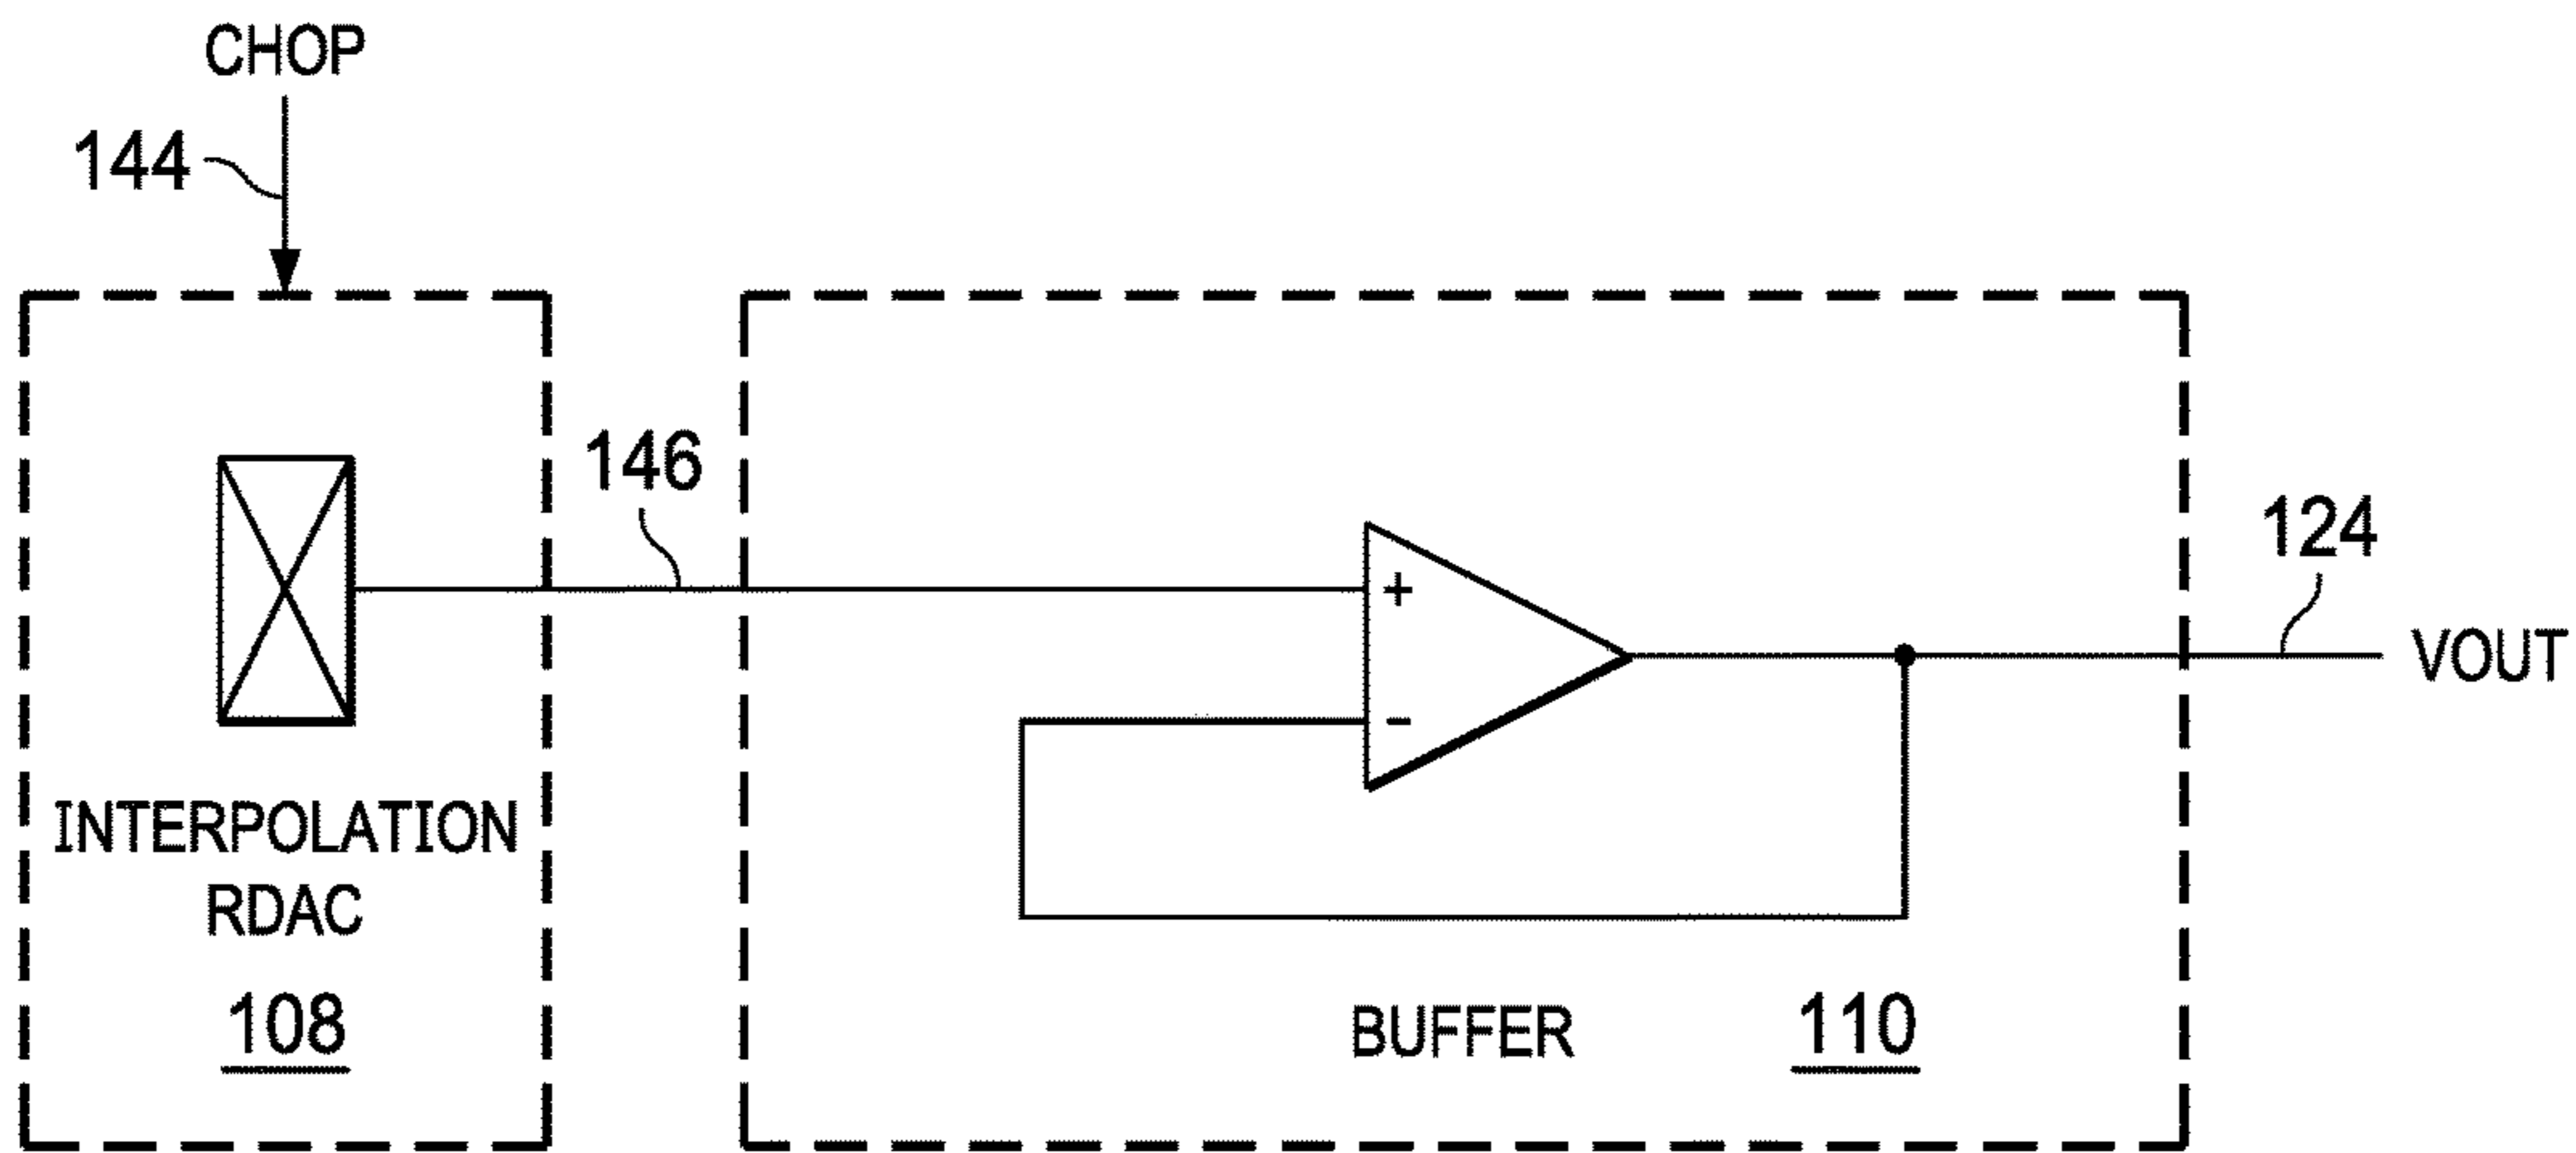 CHOP
144
146
+
-
124
VOUT
INTERPOLATION
RDAC
108
BUFFER 110